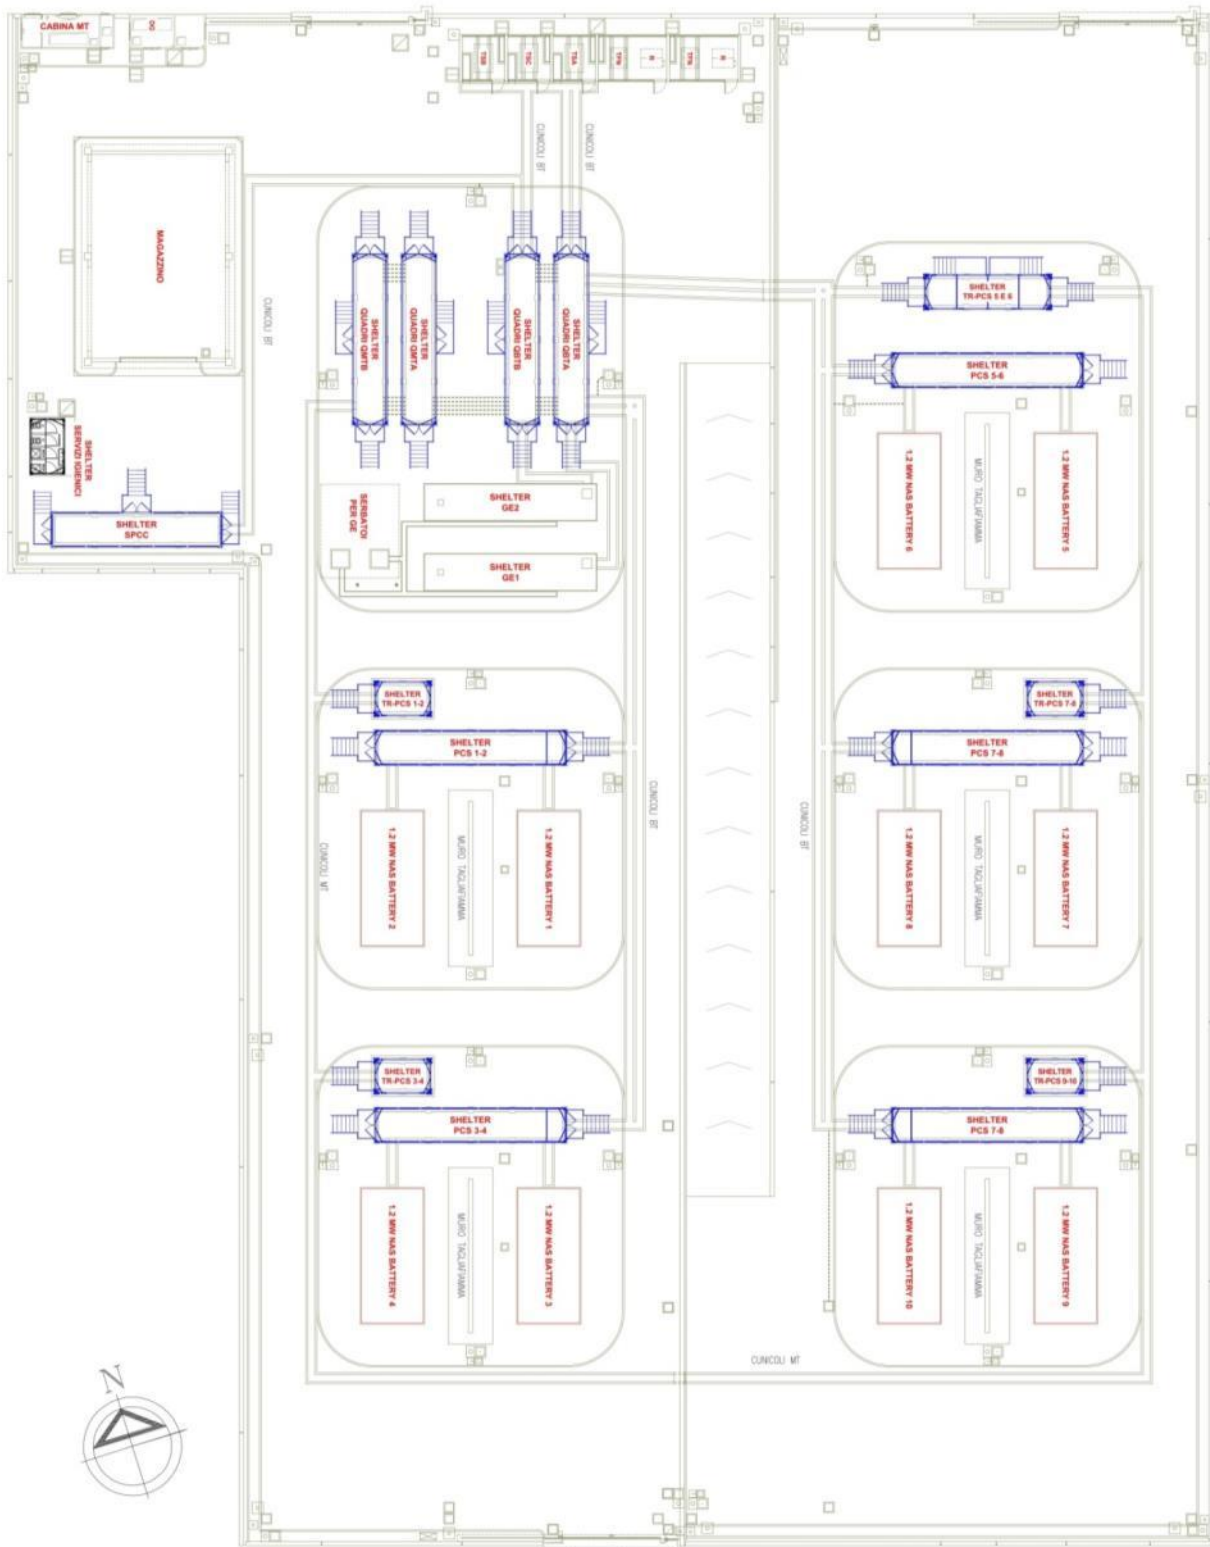 CABINA MT
DG
TSB
TSC
TSA
TFN
R
TFN
R
CUNICOLI BT
CUNICOLI BT
MAGAZZINO
CUNICOLI BT
SHELTER
QUADRI QMTB
SHELTER
QUADRI QMTA
SHELTER
QUADRI QBTB
SHELTER
QUADRI QBTA
SHELTER
TR-PCS 5 E 6
SHELTER
PCS 5-6
SHELTER
SERVIZI IGIENICI
SHELTER
SPCC
SERBATOI
PER GE
SHELTER
GE2
SHELTER
GE1
1.2 MW NAS BATTERY 6
MURO TAGLIAFIAMMA
1.2 MW NAS BATTERY 5
SHELTER
TR-PCS 1-2
SHELTER
PCS 1-2
SHELTER
TR-PCS 7-8
SHELTER
PCS 7-8
CUNICOLI MT
1.2 MW NAS BATTERY 2
MURO TAGLIAFIAMMA
1.2 MW NAS BATTERY 1
CUNICOLI BT
CUNICOLI BT
1.2 MW NAS BATTERY 8
MURO TAGLIAFIAMMA
1.2 MW NAS BATTERY 7
SHELTER
TR-PCS 3-4
SHELTER
PCS 3-4
SHELTER
TR-PCS 9-10
SHELTER
PCS 7-8
1.2 MW NAS BATTERY 4
MURO TAGLIAFIAMMA
1.2 MW NAS BATTERY 3
1.2 MW NAS BATTERY 10
MURO TAGLIAFIAMMA
1.2 MW NAS BATTERY 9
CUNICOLI MT
N